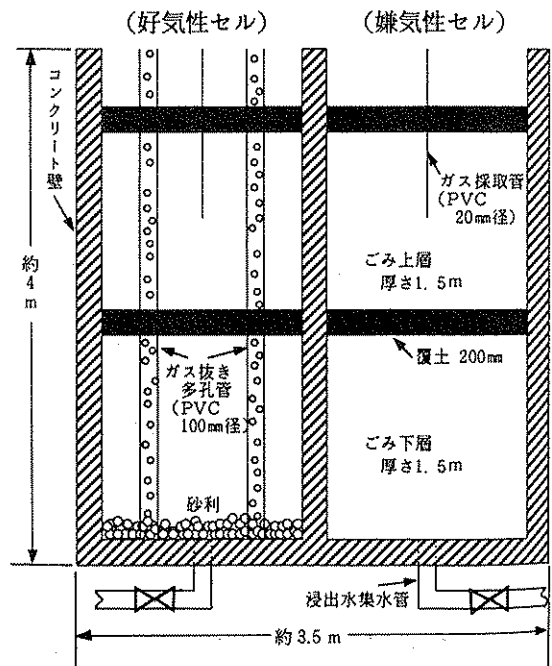 (好気性セル)
(嫌気性セル)
コンクリート壁
約4m
ガス採取管
(PVC
20mm径)
ごみ上層
厚さ1.5m
覆土 200mm
ガス抜き
多孔管
(PVC
100mm径)
ごみ下層
厚さ1.5m
砂利
浸出水集水管
約3.5m